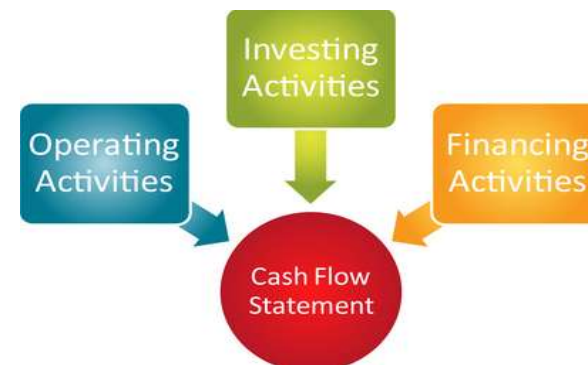 Investing
Activities
Operating
Activities
Financing
Activities
Cash Flow
Statement